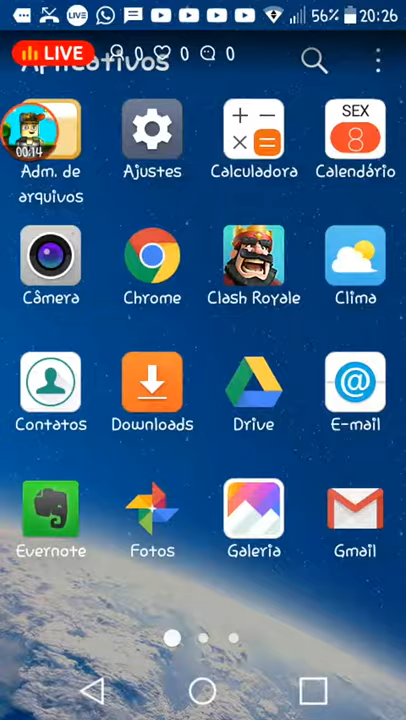 LIVE 56% 20:26
LIVE 0 0 0
Aplicativos
00:14
SEX
8
Adm. de
arquivos
Ajustes
Calculadora
Calendário
Câmera
Chrome
Clash Royale
Clima
Contatos
Downloads
Drive
E-mail
Evernote
Fotos
Galeria
Gmail